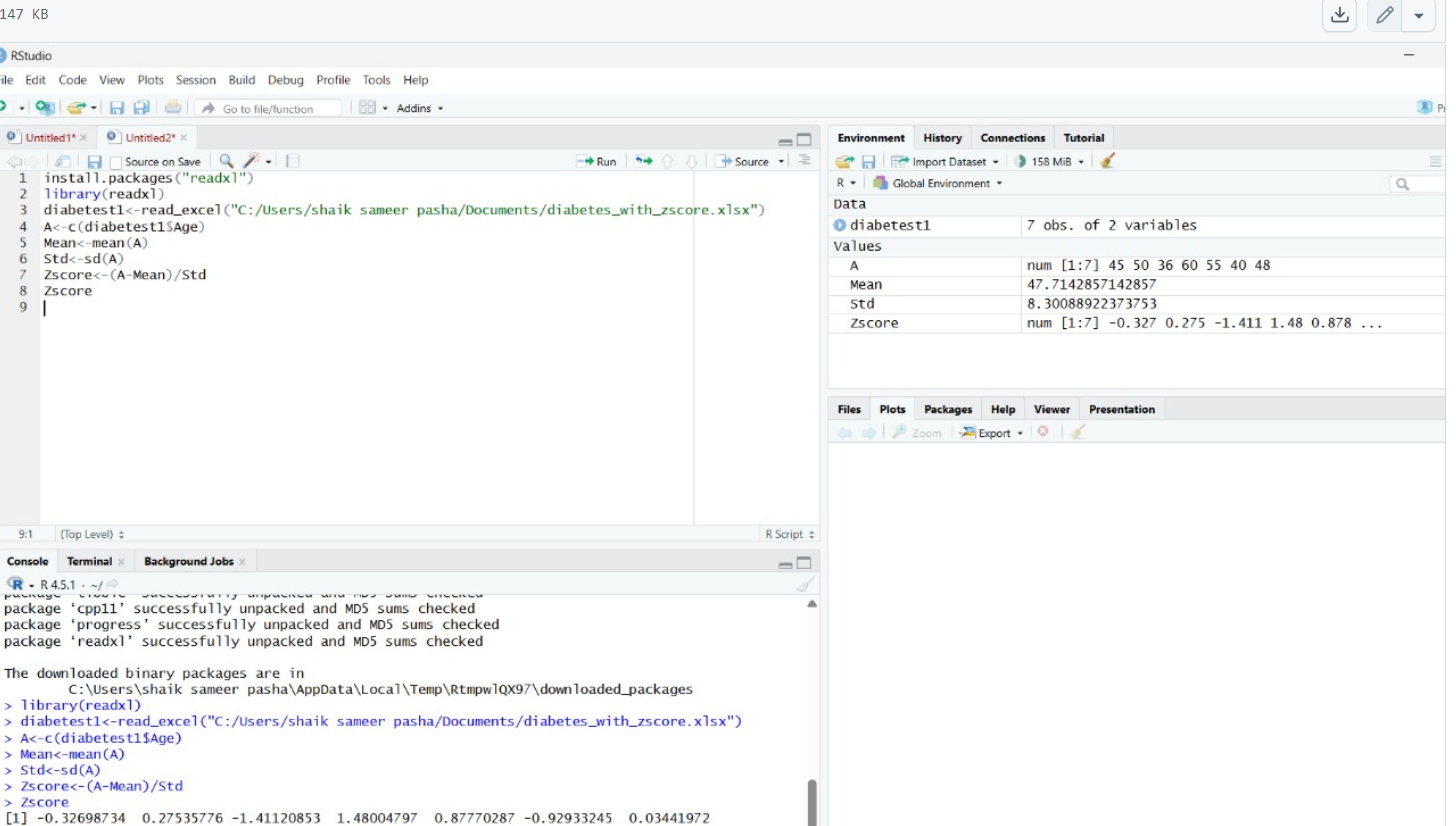 147 KB
RStudio
File Edit Code View Plots Session Build Debug Profile Tools Help
Go to file/function Addins
Untitled1* Untitled2*
Source on Save Run Source
1 install.packages("readxl")
2 library(readxl)
3 diabetest1<-read_excel("C:/Users/shaik sameer pasha/Documents/diabetes_with_zscore.xlsx")
4 A<-c(diabetest1$Age)
5 Mean<-mean(A)
6 Std<-sd(A)
7 Zscore<-(A-Mean)/Std
8 Zscore
9
9:1 (Top Level) R Script
Console Terminal Background Jobs
R 4.5.1 · ~/
package ‘cpp11’ successfully unpacked and MD5 sums checked
package ‘progress’ successfully unpacked and MD5 sums checked
package ‘readxl’ successfully unpacked and MD5 sums checked
The downloaded binary packages are in
C:\Users\shaik sameer pasha\AppData\Local\Temp\RtmpwlQX97\downloaded_packages
> library(readxl)
> diabetest1<-read_excel("C:/Users/shaik sameer pasha/Documents/diabetes_with_zscore.xlsx")
> A<-c(diabetest1$Age)
> Mean<-mean(A)
> Std<-sd(A)
> Zscore<-(A-Mean)/Std
> Zscore
[1] -0.32698734 0.27535776 -1.41120853 1.48004797 0.87770287 -0.92933245 0.03441972
Environment History Connections Tutorial
Import Dataset 158 MiB
R Global Environment
Data
diabetest1 7 obs. of 2 variables
Values
A num [1:7] 45 50 36 60 55 40 48
Mean 47.7142857142857
Std 8.30088922373753
Zscore num [1:7] -0.327 0.275 -1.411 1.48 0.878 ...
Files Plots Packages Help Viewer Presentation
Zoom Export